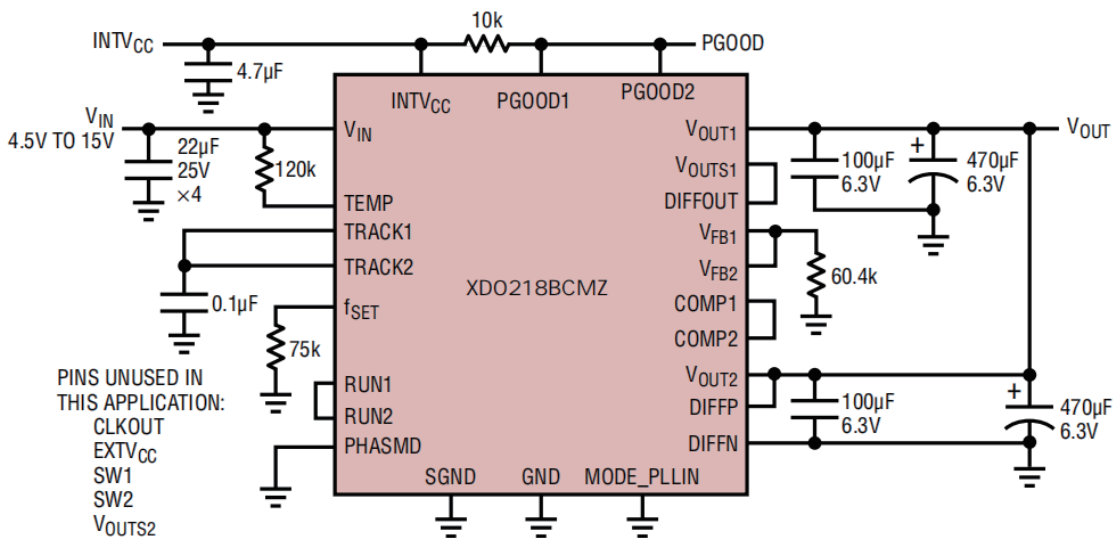 10k
INTVCC
PGOOD
4.7µF
INTVCC
PGOOD1
PGOOD2
VIN
4.5V TO 15V
22µF
25V
×4
120k
VIN
TEMP
TRACK1
TRACK2
0.1µF
fSET
75k
RUN1
RUN2
PHASMD
SGND
GND
MODE_PLLIN
XDO218BCMZ
VOUT1
VOUTS1
DIFFOUT
VFB1
VFB2
COMP1
COMP2
VOUT2
DIFFP
DIFFN
100µF
6.3V
+
470µF
6.3V
VOUT
60.4k
100µF
6.3V
+
470µF
6.3V
PINS UNUSED IN
THIS APPLICATION:
CLKOUT
EXTVCC
SW1
SW2
VOUTS2